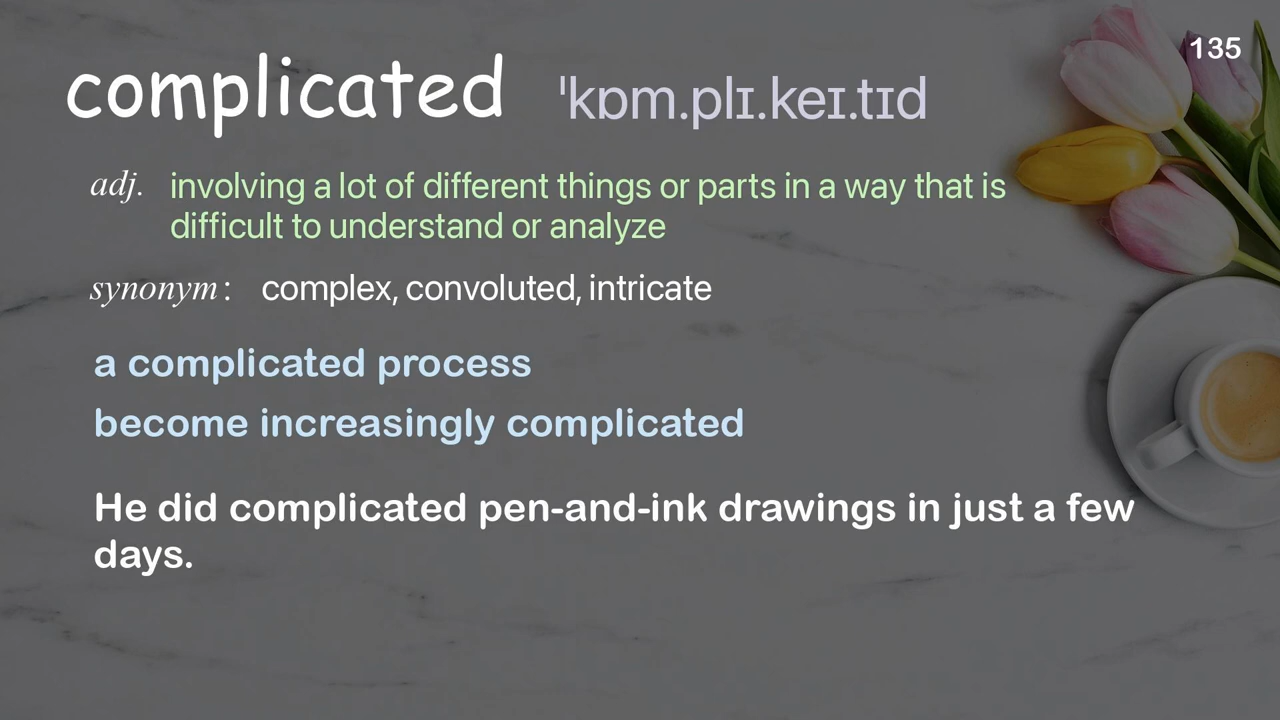 135
complicated ˈkɒm.plɪ.keɪ.tɪd
adj. involving a lot of different things or parts in a way that is
difficult to understand or analyze
synonym: complex, convoluted, intricate
a complicated process
become increasingly complicated
He did complicated pen-and-ink drawings in just a few
days.